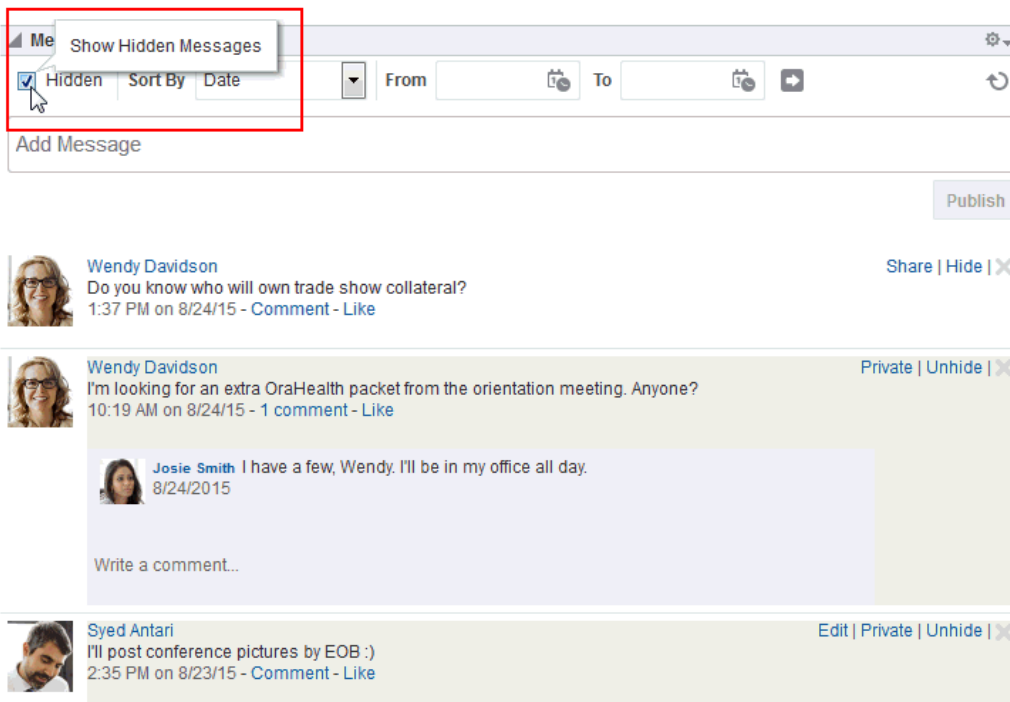 Me
Show Hidden Messages
Hidden Sort By Date From To
Add Message
Publish
Wendy Davidson Share | Hide |
Do you know who will own trade show collateral?
1:37 PM on 8/24/15 - Comment - Like
Wendy Davidson Private | Unhide |
I'm looking for an extra OraHealth packet from the orientation meeting. Anyone?
10:19 AM on 8/24/15 - 1 comment - Like
Josie Smith I have a few, Wendy. I'll be in my office all day.
8/24/2015
Write a comment...
Syed Antari Edit | Private | Unhide |
I'll post conference pictures by EOB :)
2:35 PM on 8/23/15 - Comment - Like